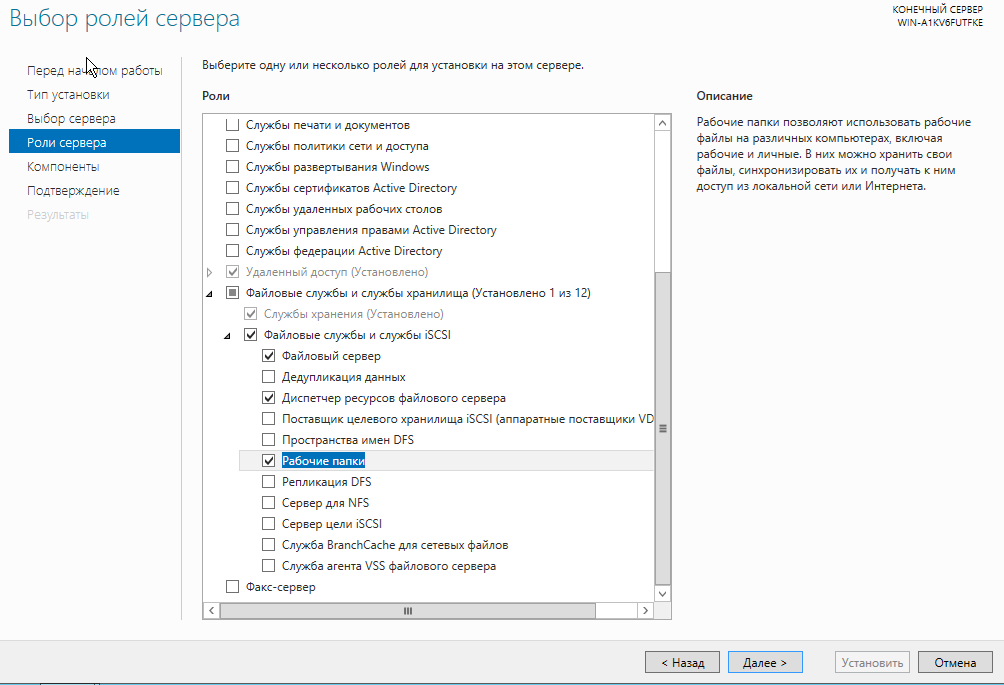 Выбор ролей сервера
КОНЕЧНЫЙ СЕРВЕР
WIN-A1KV6FUTFKE
Перед началом работы
Тип установки
Выбор сервера
Роли сервера
Компоненты
Подтверждение
Результаты
Выберите одну или несколько ролей для установки на этом сервере.
Роли
Службы печати и документов
Службы политики сети и доступа
Службы развертывания Windows
Службы сертификатов Active Directory
Службы удаленных рабочих столов
Службы управления правами Active Directory
Службы федерации Active Directory
Удаленный доступ (Установлено)
Файловые службы и службы хранилища (Установлено 1 из 12)
Службы хранения (Установлено)
Файловые службы и службы iSCSI
Файловый сервер
Дедупликация данных
Диспетчер ресурсов файлового сервера
Поставщик целевого хранилища iSCSI (аппаратные поставщики VD
Пространства имен DFS
Рабочие папки
Репликация DFS
Сервер для NFS
Сервер цели iSCSI
Служба BranchCache для сетевых файлов
Служба агента VSS файлового сервера
Факс-сервер
Описание
Рабочие папки позволяют использовать рабочие
файлы на различных компьютерах, включая
рабочие и личные. В них можно хранить свои
файлы, синхронизировать их и получать к ним
доступ из локальной сети или Интернета.
< Назад
Далее >
Установить
Отмена